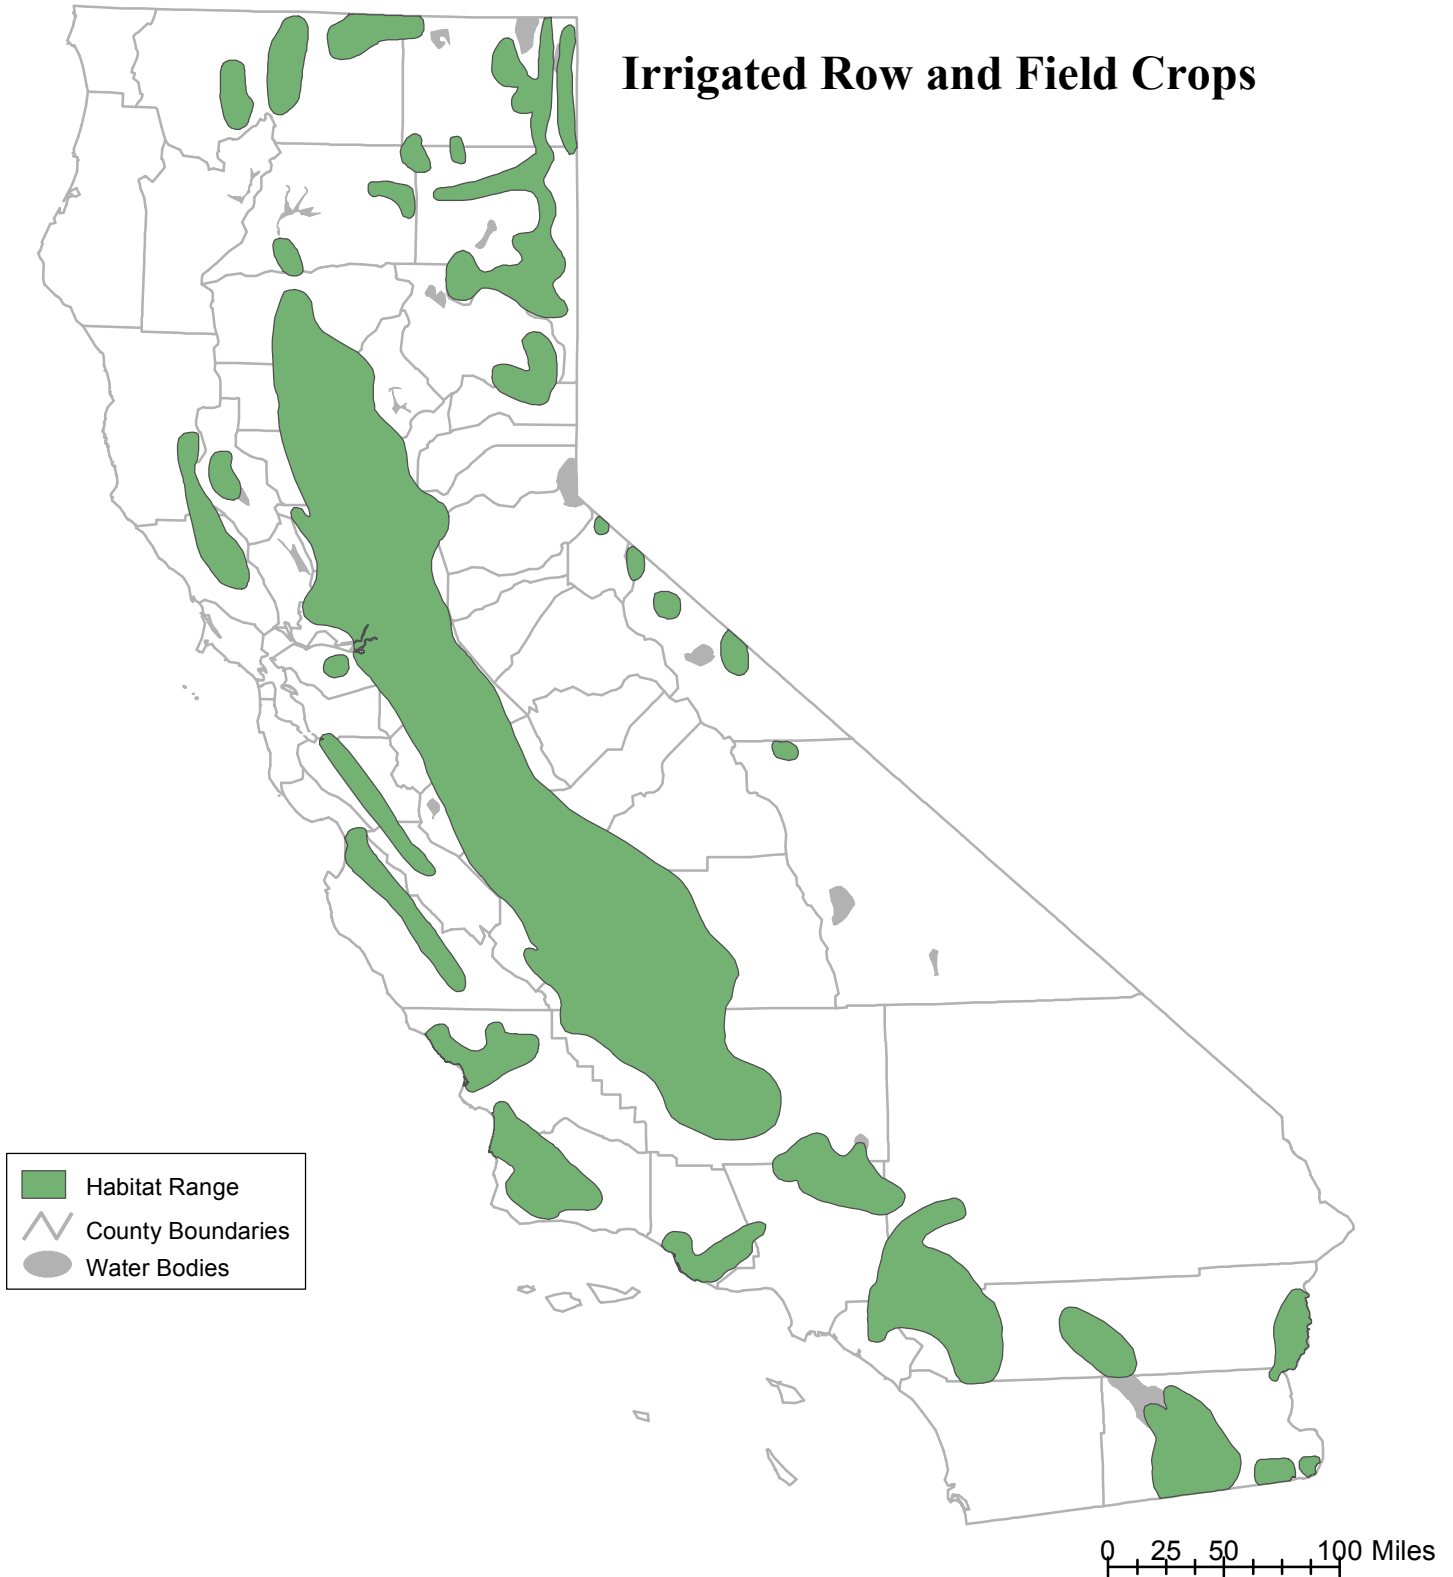 Irrigated Row and Field Crops
Habitat Range
County Boundaries
Water Bodies
0 25 50 100 Miles